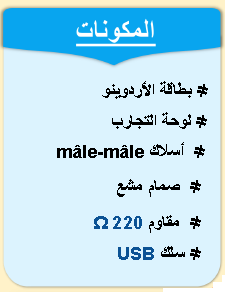 المكونات
* بطاقة الأردوينو
* لوحة التجارب
* أسلاك mâle-mâle
* صمام مشع
* مقاوم 220 Ω
* سلك USB